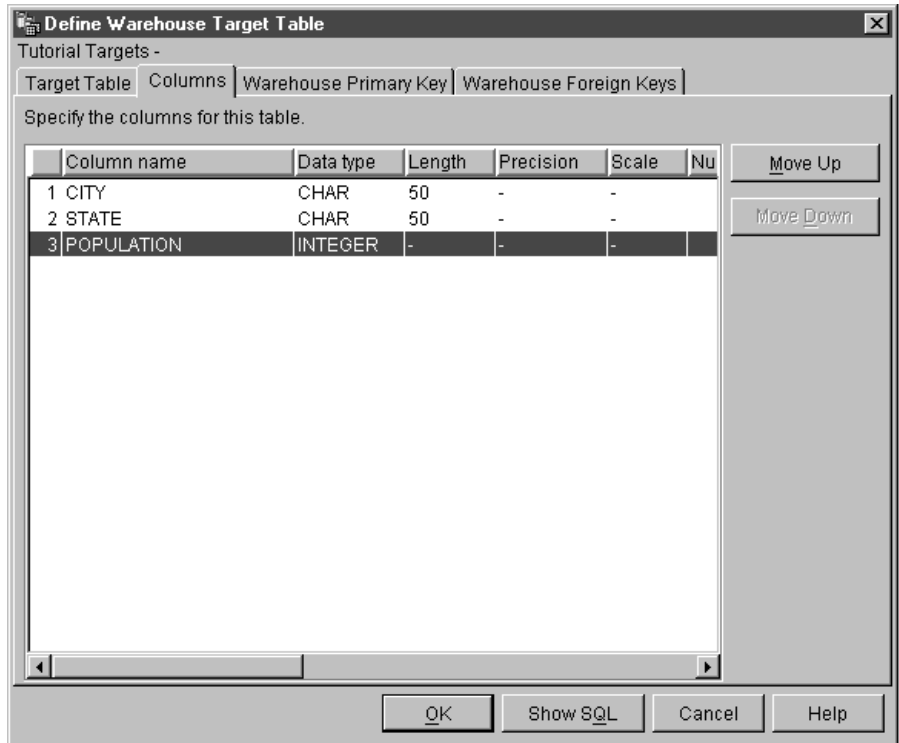 Define Warehouse Target Table
Tutorial Targets -
Target Table Columns Warehouse Primary Key Warehouse Foreign Keys
Specify the columns for this table.
Column name Data type Length Precision Scale Nu
1 CITY CHAR 50 - -
2 STATE CHAR 50 - -
3 POPULATION INTEGER - - -
Move Up
Move Down
OK Show SQL Cancel Help